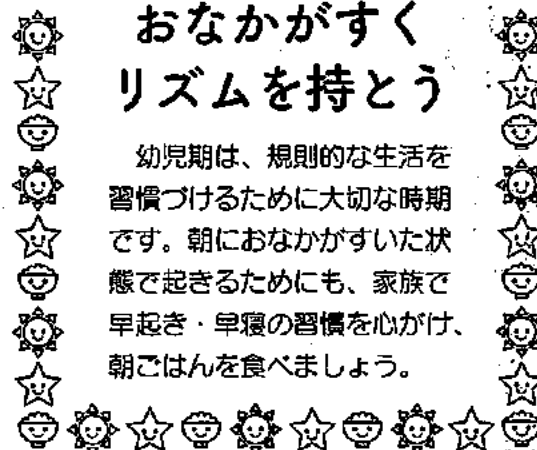 おなかがすく
リズムを持とう
幼児期は、規則的な生活を
習慣づけるために大切な時期
です。朝におなかがすいた状
態で起きるためにも、家族で
早起き・早寝の習慣を心がけ、
朝ごはんを食べましょう。